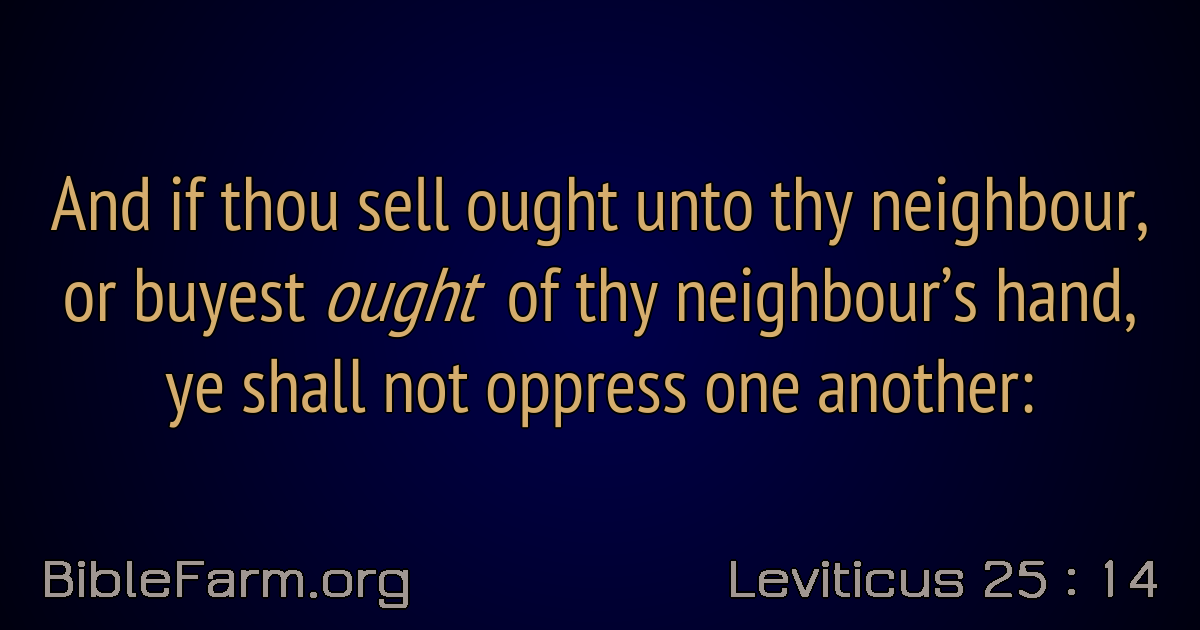 And if thou sell ought unto thy neighbour,
or buyest ought of thy neighbour’s hand,
ye shall not oppress one another:
BibleFarm.org
Leviticus 25 : 14